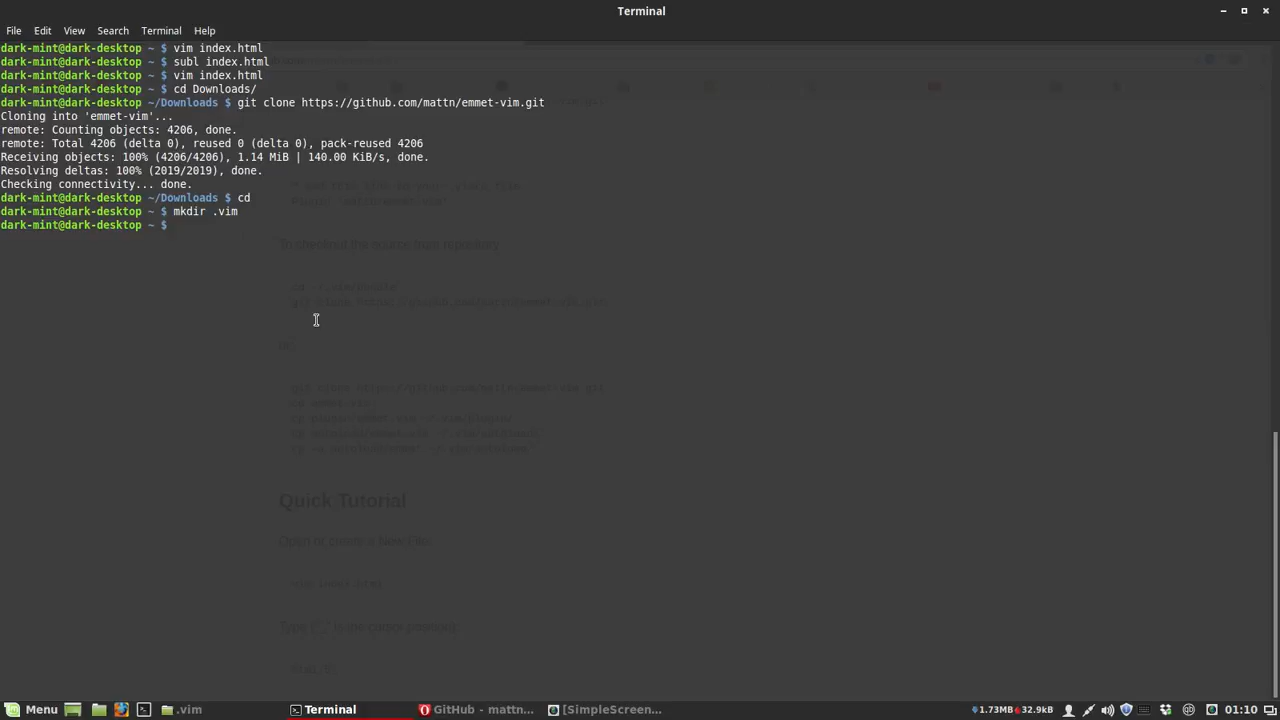 Terminal
File Edit View Search Terminal Help
dark-mint@dark-desktop ~ $ vim index.html
dark-mint@dark-desktop ~ $ subl index.html
dark-mint@dark-desktop ~ $ vim index.html
dark-mint@dark-desktop ~ $ cd Downloads/
dark-mint@dark-desktop ~/Downloads $ git clone https://github.com/mattn/emmet-vim.git
Cloning into 'emmet-vim'...
remote: Counting objects: 4206, done.
remote: Total 4206 (delta 0), reused 0 (delta 0), pack-reused 4206
Receiving objects: 100% (4206/4206), 1.14 MiB | 140.00 KiB/s, done.
Resolving deltas: 100% (2019/2019), done.
Checking connectivity... done.
dark-mint@dark-desktop ~/Downloads $ cd
dark-mint@dark-desktop ~ $ mkdir .vim
dark-mint@dark-desktop ~ $
To checkout the source from repository
Quick Tutorial
Menu .vim Terminal GitHub - mattn... [SimpleScreen... 1.73MB 32.9kB 01:10